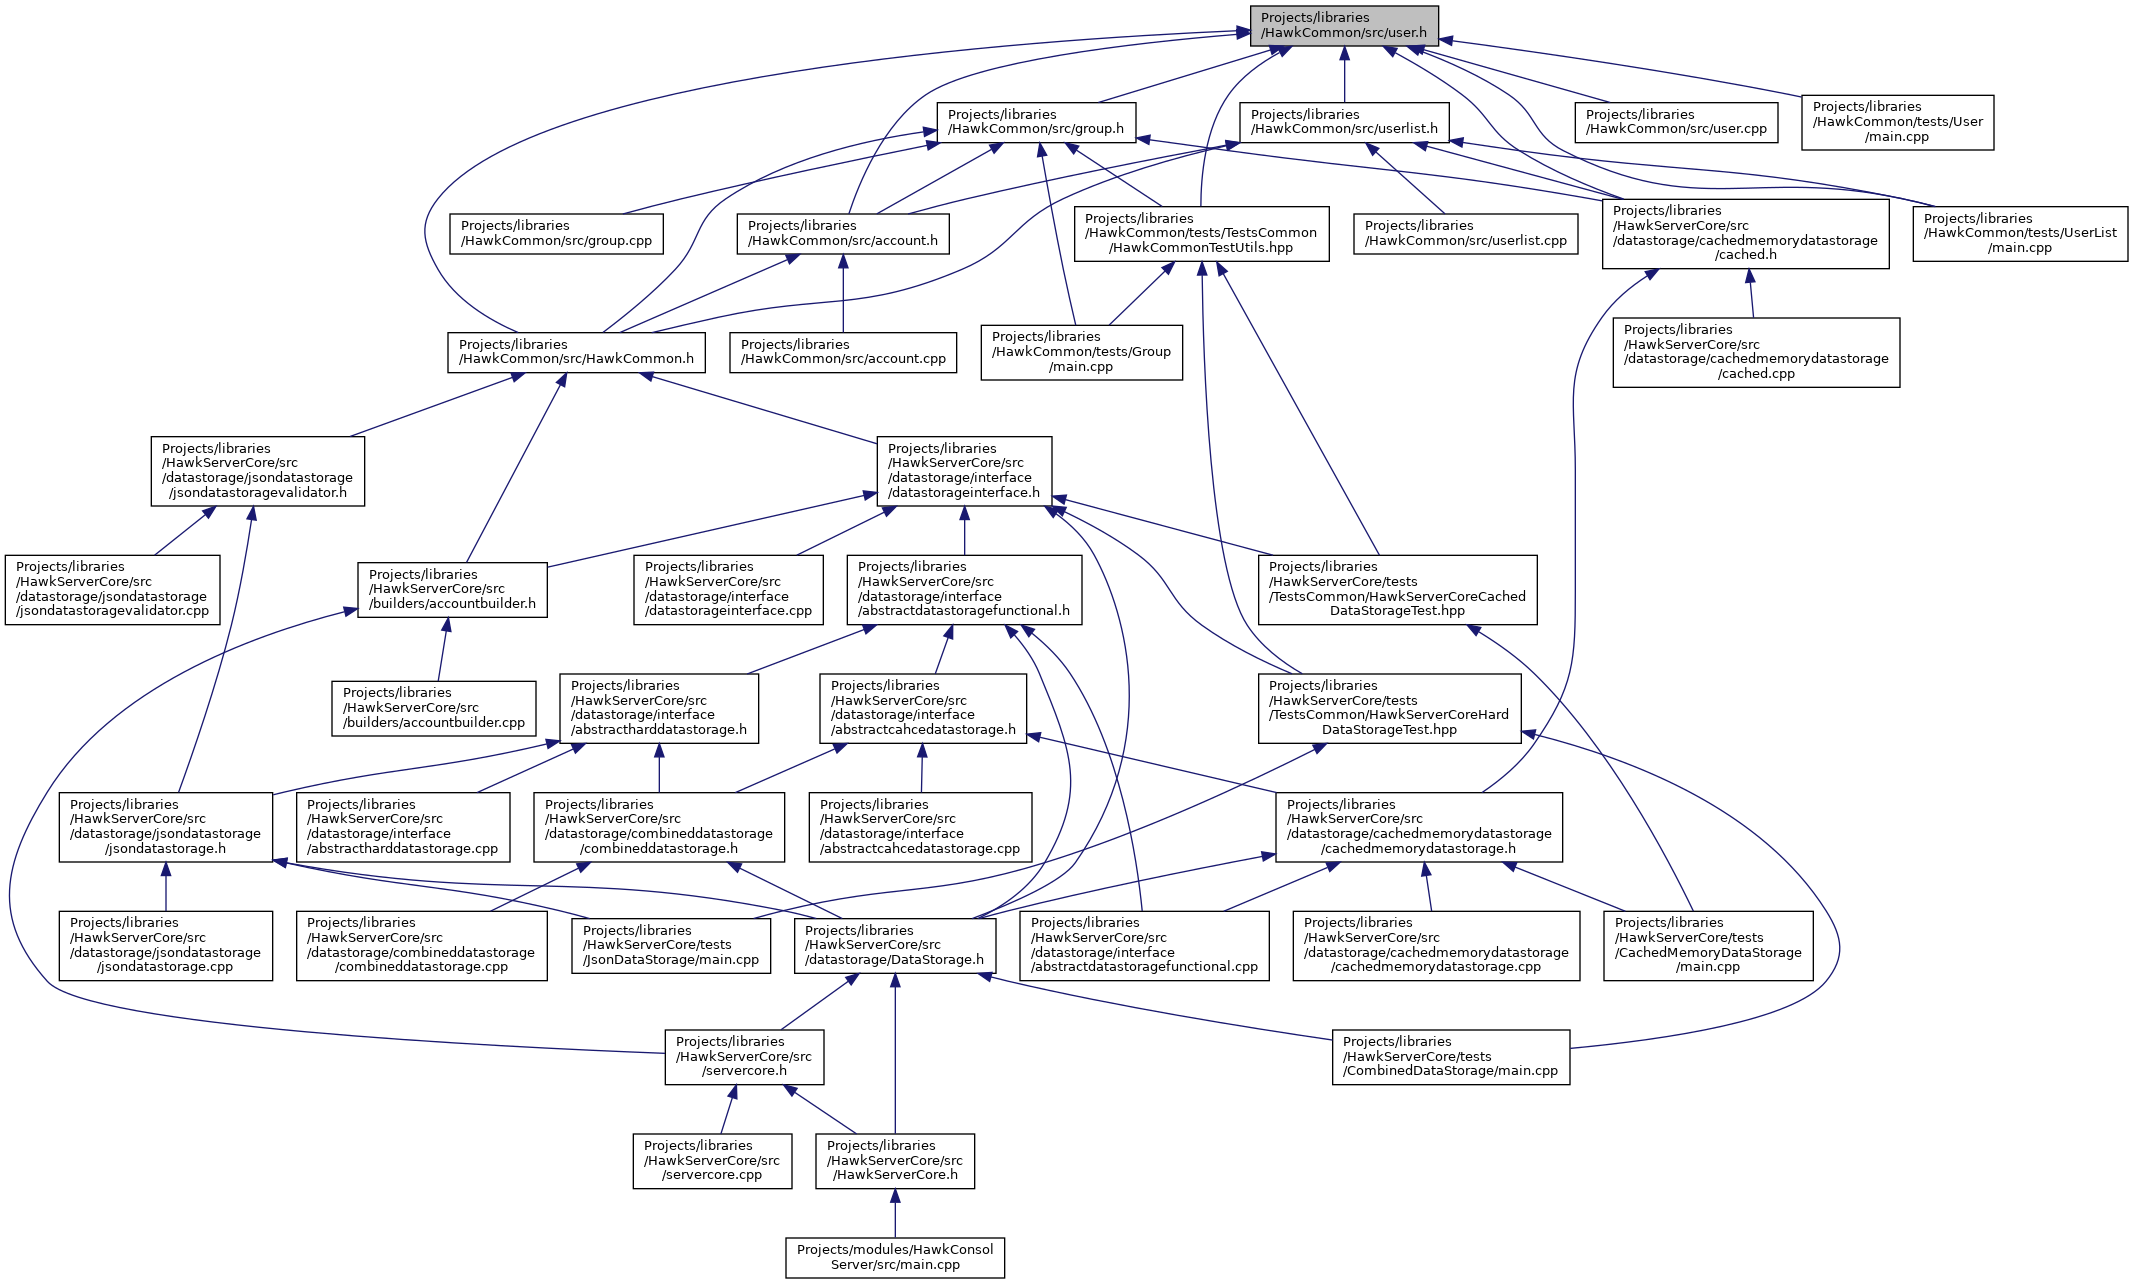 Projects/libraries
/HawkCommon/src/user.h
Projects/libraries
/HawkCommon/src/group.h
Projects/libraries
/HawkCommon/src/userlist.h
Projects/libraries
/HawkCommon/src/user.cpp
Projects/libraries
/HawkCommon/tests/User
/main.cpp
Projects/libraries
/HawkCommon/src/group.cpp
Projects/libraries
/HawkCommon/src/account.h
Projects/libraries
/HawkCommon/tests/TestsCommon
/HawkCommonTestUtils.hpp
Projects/libraries
/HawkCommon/src/userlist.cpp
Projects/libraries
/HawkServerCore/src
/datastorage/cachedmemorydatastorage
/cached.h
Projects/libraries
/HawkCommon/tests/UserList
/main.cpp
Projects/libraries
/HawkCommon/src/HawkCommon.h
Projects/libraries
/HawkCommon/src/account.cpp
Projects/libraries
/HawkCommon/tests/Group
/main.cpp
Projects/libraries
/HawkServerCore/src
/datastorage/cachedmemorydatastorage
/cached.cpp
Projects/libraries
/HawkServerCore/src
/datastorage/jsondatastorage
/jsondatastoragevalidator.h
Projects/libraries
/HawkServerCore/src
/datastorage/interface
/datastorageinterface.h
Projects/libraries
/HawkServerCore/src
/datastorage/jsondatastorage
/jsondatastoragevalidator.cpp
Projects/libraries
/HawkServerCore/src
/builders/accountbuilder.h
Projects/libraries
/HawkServerCore/src
/datastorage/interface
/datastorageinterface.cpp
Projects/libraries
/HawkServerCore/src
/datastorage/interface
/abstractdatastoragefunctional.h
Projects/libraries
/HawkServerCore/tests
/TestsCommon/HawkServerCoreCached
DataStorageTest.hpp
Projects/libraries
/HawkServerCore/src
/builders/accountbuilder.cpp
Projects/libraries
/HawkServerCore/src
/datastorage/interface
/abstractharddatastorage.h
Projects/libraries
/HawkServerCore/src
/datastorage/interface
/abstractcahcedatastorage.h
Projects/libraries
/HawkServerCore/tests
/TestsCommon/HawkServerCoreHard
DataStorageTest.hpp
Projects/libraries
/HawkServerCore/src
/datastorage/jsondatastorage
/jsondatastorage.h
Projects/libraries
/HawkServerCore/src
/datastorage/interface
/abstractharddatastorage.cpp
Projects/libraries
/HawkServerCore/src
/datastorage/combineddatastorage
/combineddatastorage.h
Projects/libraries
/HawkServerCore/src
/datastorage/interface
/abstractcahcedatastorage.cpp
Projects/libraries
/HawkServerCore/src
/datastorage/cachedmemorydatastorage
/cachedmemorydatastorage.h
Projects/libraries
/HawkServerCore/src
/datastorage/jsondatastorage
/jsondatastorage.cpp
Projects/libraries
/HawkServerCore/src
/datastorage/combineddatastorage
/combineddatastorage.cpp
Projects/libraries
/HawkServerCore/tests
/JsonDataStorage/main.cpp
Projects/libraries
/HawkServerCore/src
/datastorage/DataStorage.h
Projects/libraries
/HawkServerCore/src
/datastorage/interface
/abstractdatastoragefunctional.cpp
Projects/libraries
/HawkServerCore/src
/datastorage/cachedmemorydatastorage
/cachedmemorydatastorage.cpp
Projects/libraries
/HawkServerCore/tests
/CachedMemoryDataStorage
/main.cpp
Projects/libraries
/HawkServerCore/src
/servercore.h
Projects/libraries
/HawkServerCore/tests
/CombinedDataStorage/main.cpp
Projects/libraries
/HawkServerCore/src
/servercore.cpp
Projects/libraries
/HawkServerCore/src
/HawkServerCore.h
Projects/modules/HawkConsol
Server/src/main.cpp